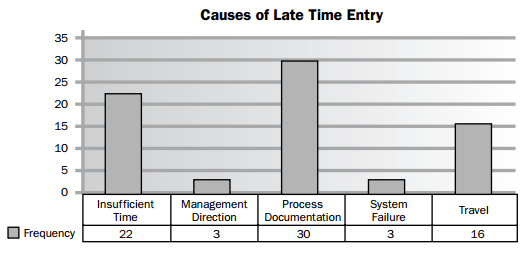 Causes of Late Time Entry
35
30
25
20
15
10
5
0
Insufficient Time
Management Direction
Process Documentation
System Failure
Travel
Frequency 22 3 30 3 16